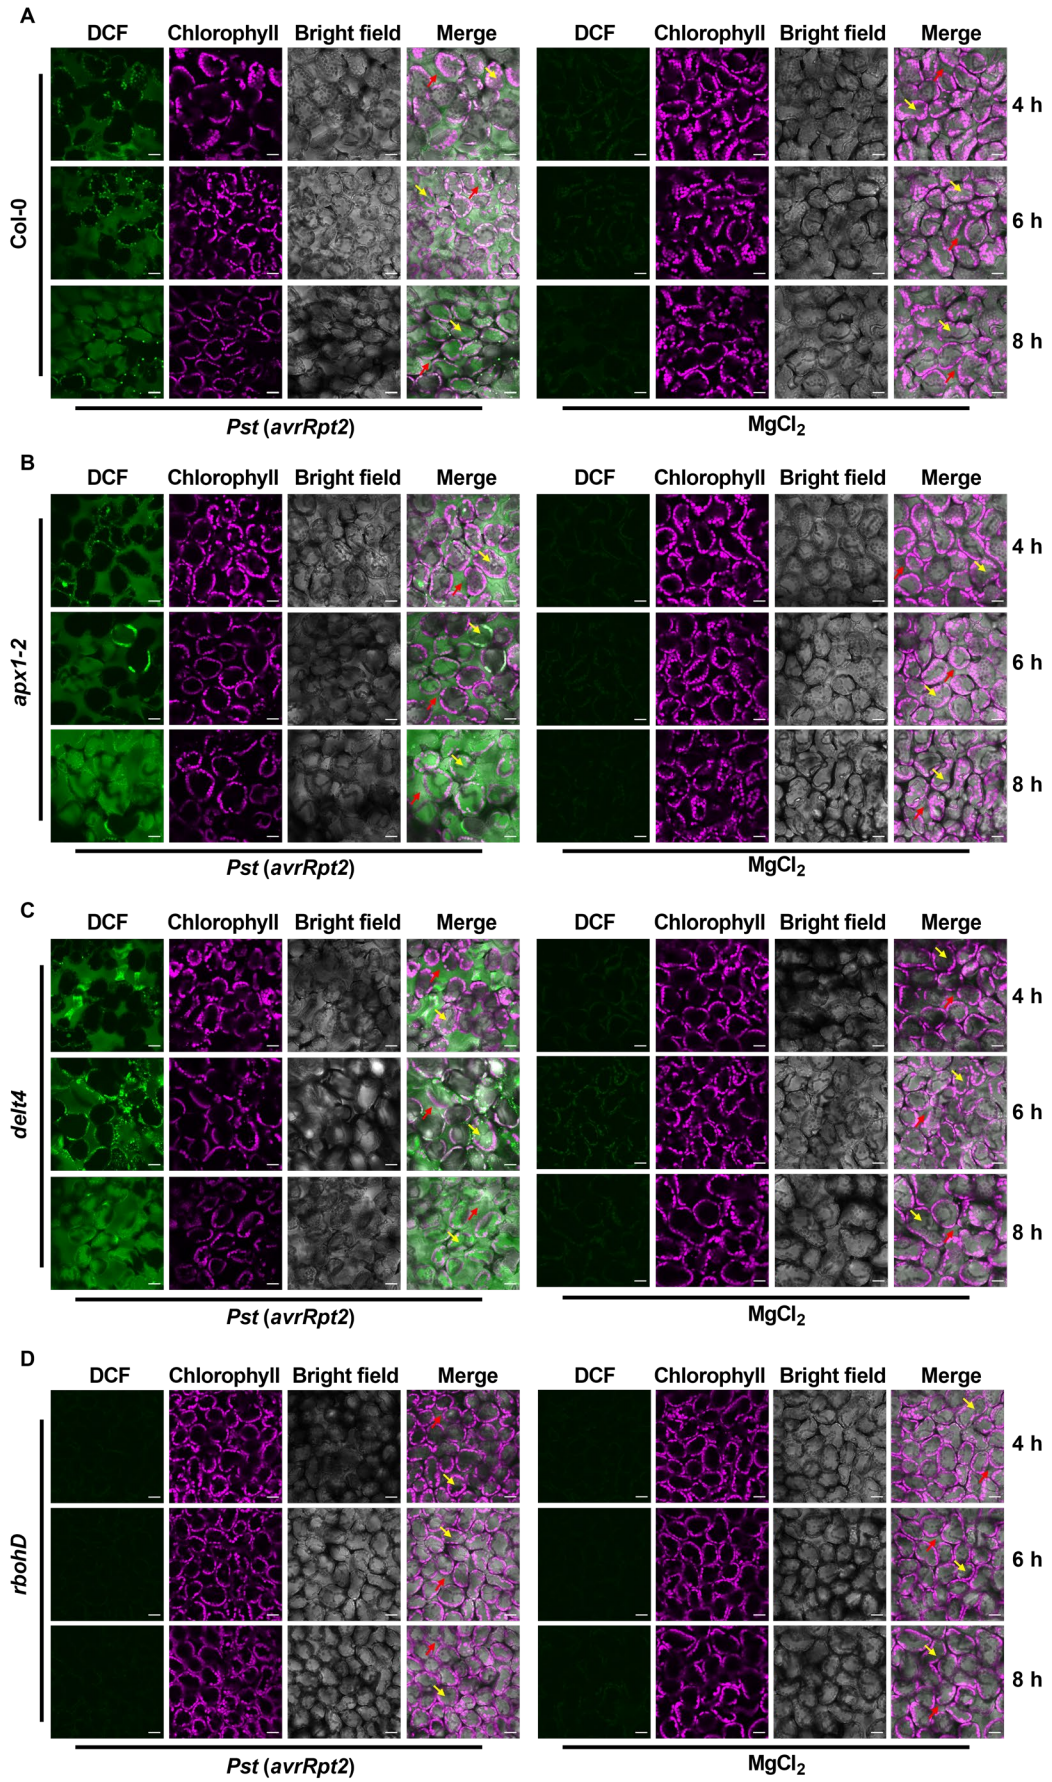 A
DCF Chlorophyll Bright field Merge DCF Chlorophyll Bright field Merge
Col-0
4 h
6 h
8 h
Pst (avrRpt2) MgCl2
B
DCF Chlorophyll Bright field Merge DCF Chlorophyll Bright field Merge
apx1-2
4 h
6 h
8 h
Pst (avrRpt2) MgCl2
C
DCF Chlorophyll Bright field Merge DCF Chlorophyll Bright field Merge
delt4
4 h
6 h
8 h
Pst (avrRpt2) MgCl2
D
DCF Chlorophyll Bright field Merge DCF Chlorophyll Bright field Merge
rbohD
4 h
6 h
8 h
Pst (avrRpt2) MgCl2